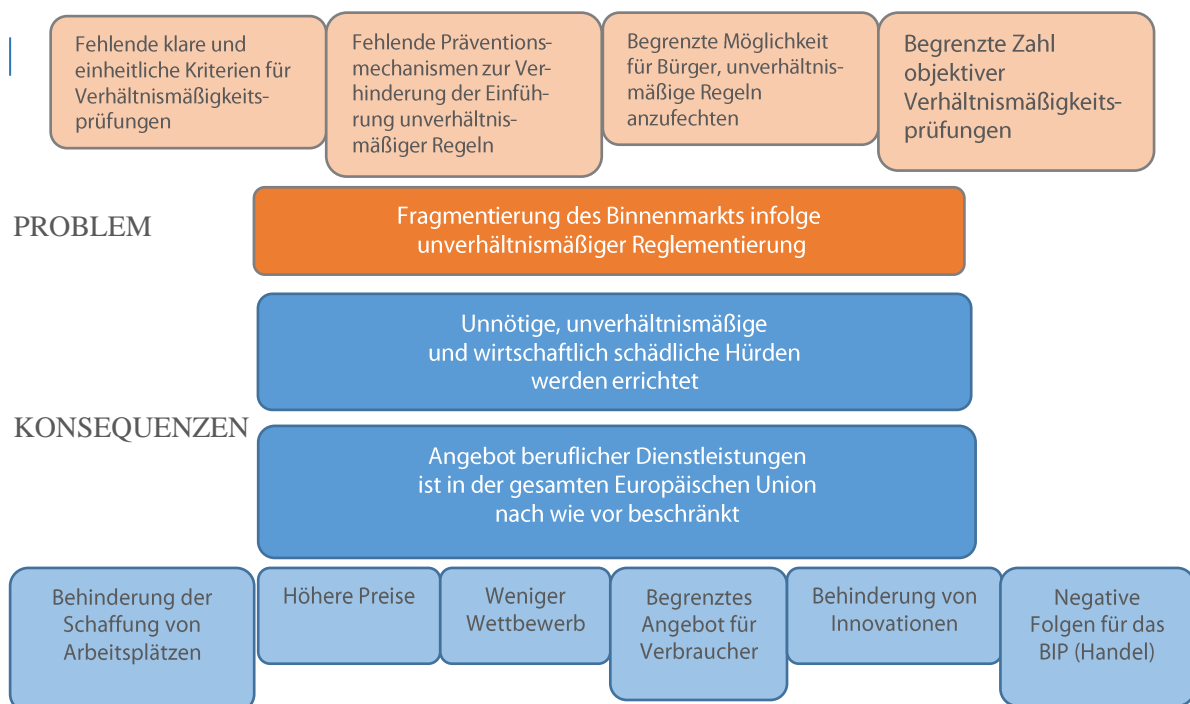 Fehlende klare und
einheitliche Kriterien für
Verhältnismäßigkeits-
prüfungen
Fehlende Präventions-
mechanismen zur Ver-
hinderung der Einfüh-
rung unverhältnis-
mäßiger Regeln
Begrenzte Möglichkeit
für Bürger, unverhältnis-
mäßige Regeln
anzufechten
Begrenzte Zahl
objektiver
Verhältnismäßigkeits-
prüfungen
PROBLEM
Fragmentierung des Binnenmarkts infolge
unverhältnismäßiger Reglementierung
Unnötige, unverhältnismäßige
und wirtschaftlich schädliche Hürden
werden errichtet
KONSEQUENZEN
Angebot beruflicher Dienstleistungen
ist in der gesamten Europäischen Union
nach wie vor beschränkt
Behinderung der
Schaffung von
Arbeitsplätzen
Höhere Preise
Weniger
Wettbewerb
Begrenztes
Angebot für
Verbraucher
Behinderung von
Innovationen
Negative
Folgen für das
BIP (Handel)